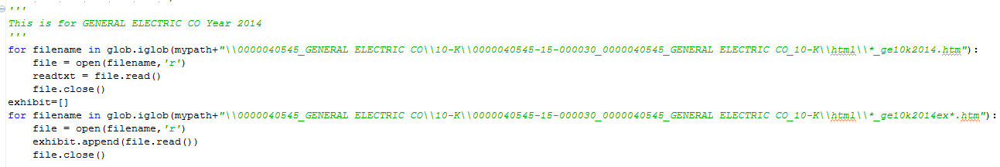 '''
This is for GENERAL ELECTRIC CO Year 2014
'''
for filename in glob.iglob(mypath+"\\0000040545_GENERAL ELECTRIC CO\\10-K\\0000040545-15-000030_0000040545_GENERAL ELECTRIC CO_10-K\\html\\*_ge10k2014.htm"):
    file = open(filename,'r')
    readtxt = file.read()
    file.close()
exhibit=[]
for filename in glob.iglob(mypath+"\\0000040545_GENERAL ELECTRIC CO\\10-K\\0000040545-15-000030_0000040545_GENERAL ELECTRIC CO_10-K\\html\\*_ge10k2014ex*.htm"):
    file = open(filename,'r')
    exhibit.append(file.read())
    file.close()